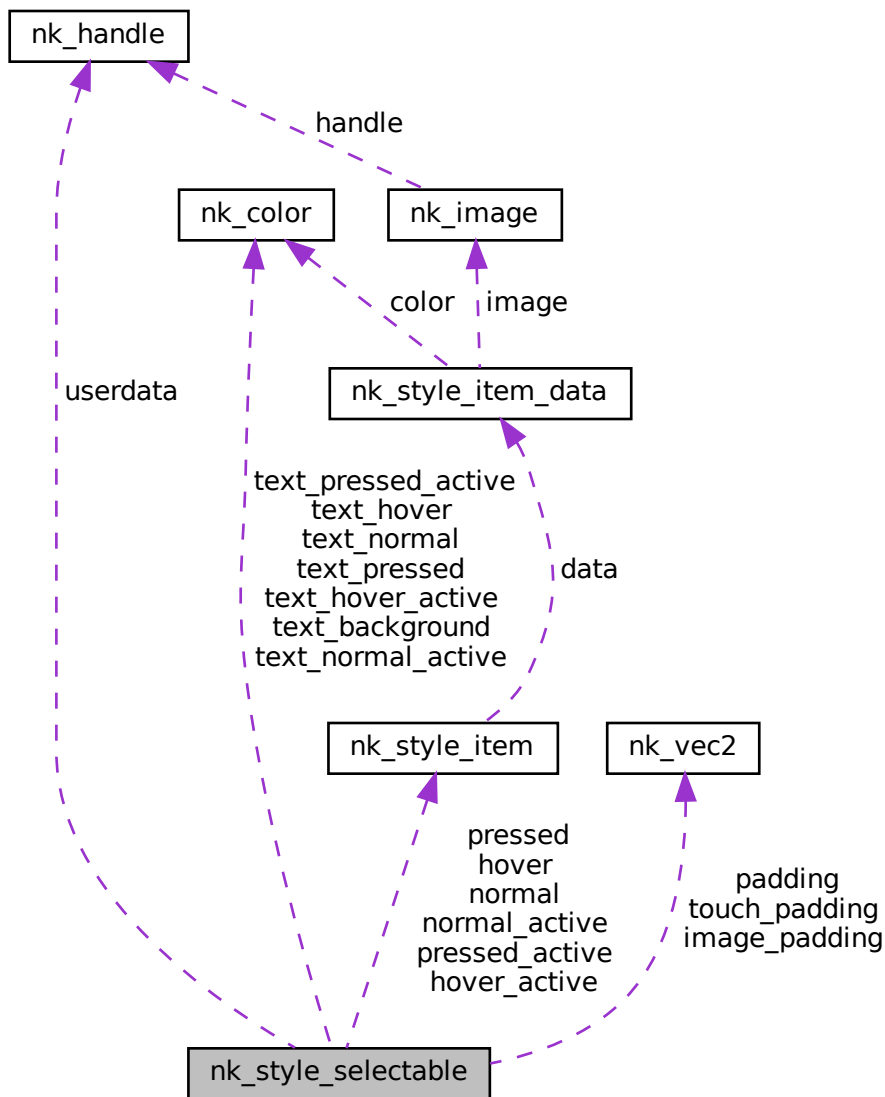 nk_handle
handle
nk_color
nk_image
color
image
nk_style_item_data
userdata
text_pressed_active
text_hover
text_normal
text_pressed
text_hover_active
text_background
text_normal_active
data
nk_style_item
nk_vec2
pressed
hover
normal
normal_active
pressed_active
hover_active
padding
touch_padding
image_padding
nk_style_selectable